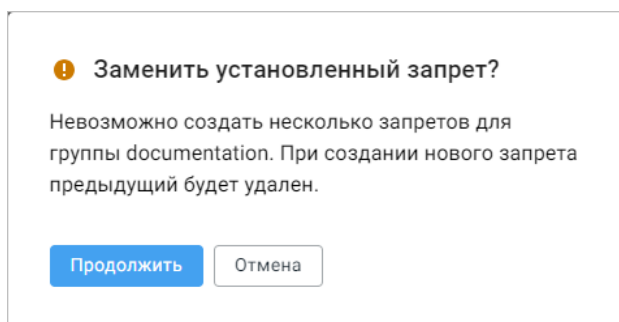 Заменить установленный запрет?
Невозможно создать несколько запретов для
группы documentation. При создании нового запрета
предыдущий будет удален.
Продолжить Отмена